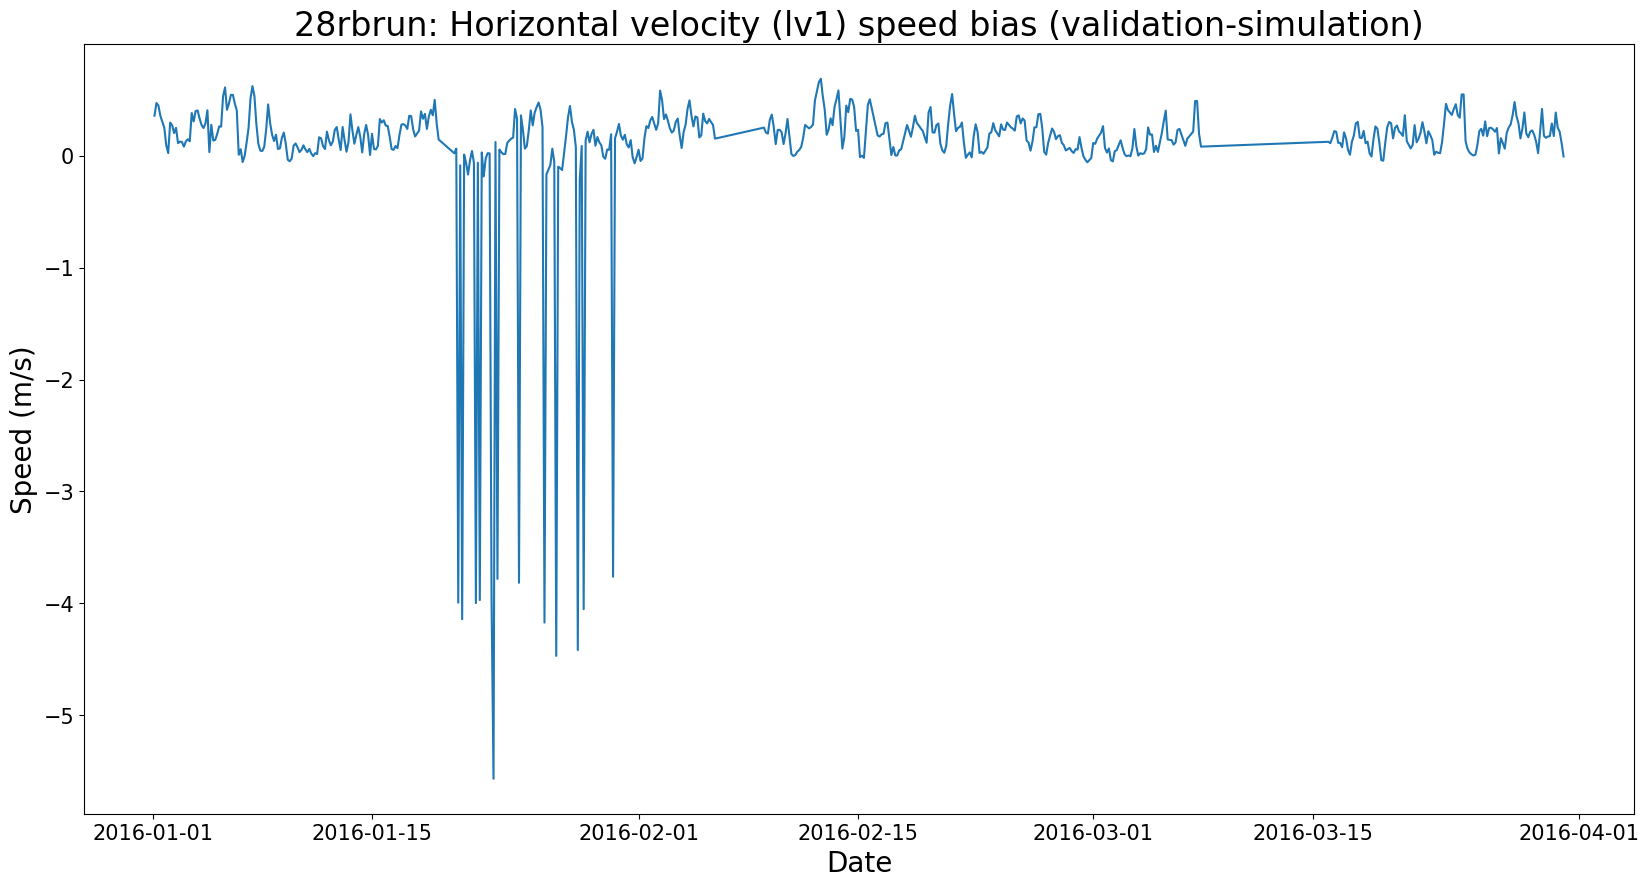 28rbrun: Horizontal velocity (lv1) speed bias (validation-simulation)
Speed (m/s)
0
−1
−2
−3
−4
−5
2016-01-01 2016-01-15 2016-02-01 2016-02-15 2016-03-01 2016-03-15 2016-04-01
Date